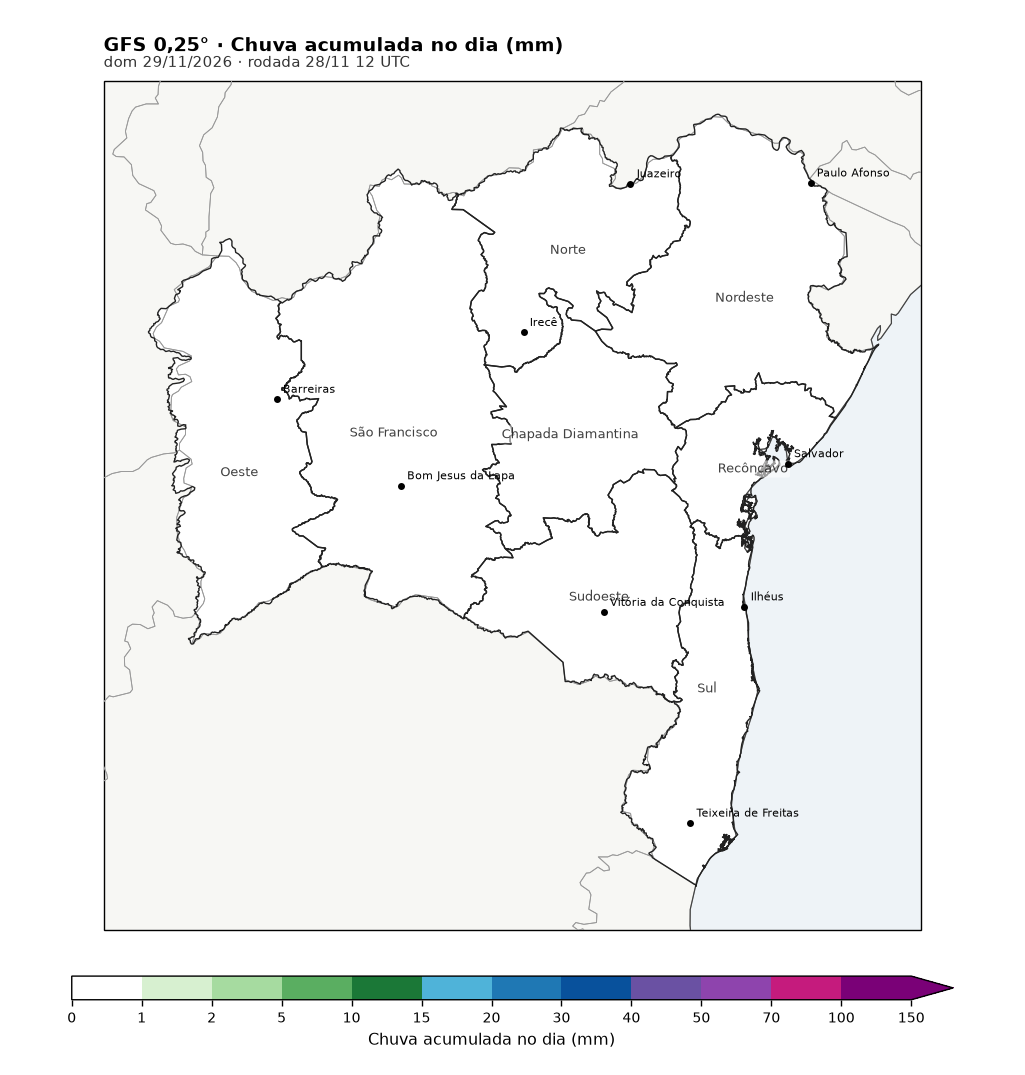 GFS 0,25° · Chuva acumulada no dia (mm)
dom 29/11/2026 · rodada 28/11 12 UTC
Juazeiro
Paulo Afonso
Norte
Nordeste
Irecê
Barreiras
São Francisco
Chapada Diamantina
Salvador
Oeste
Bom Jesus da Lapa
Recôncavo
Sudoeste
Vitória da Conquista
Ilhéus
Sul
Teixeira de Freitas
0 1 2 5 10 15 20 30 40 50 70 100 150
Chuva acumulada no dia (mm)